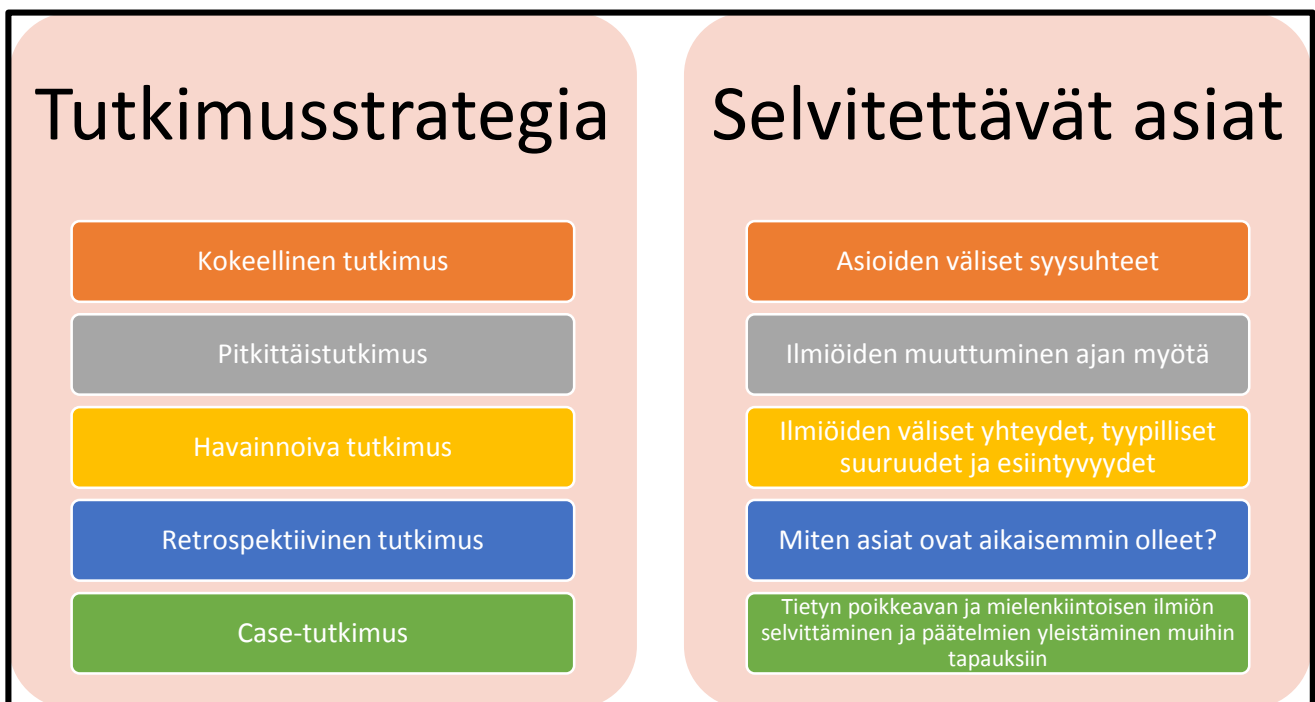 Tutkimusstrategia
Kokeellinen tutkimus
Pitkittäistutkimus
Havainnoiva tutkimus
Retrospektiivinen tutkimus
Case-tutkimus
Selvitettävät asiat
Asioiden väliset syysuhteet
Ilmiöiden muuttuminen ajan myötä
Ilmiöiden väliset yhteydet, tyypilliset
suuruudet ja esiintyvyydet
Miten asiat ovat aikaisemmin olleet?
Tietyn poikkeavan ja mielenkiintoisen ilmiön
selvittäminen ja päätelmien yleistäminen muihin
tapauksiin